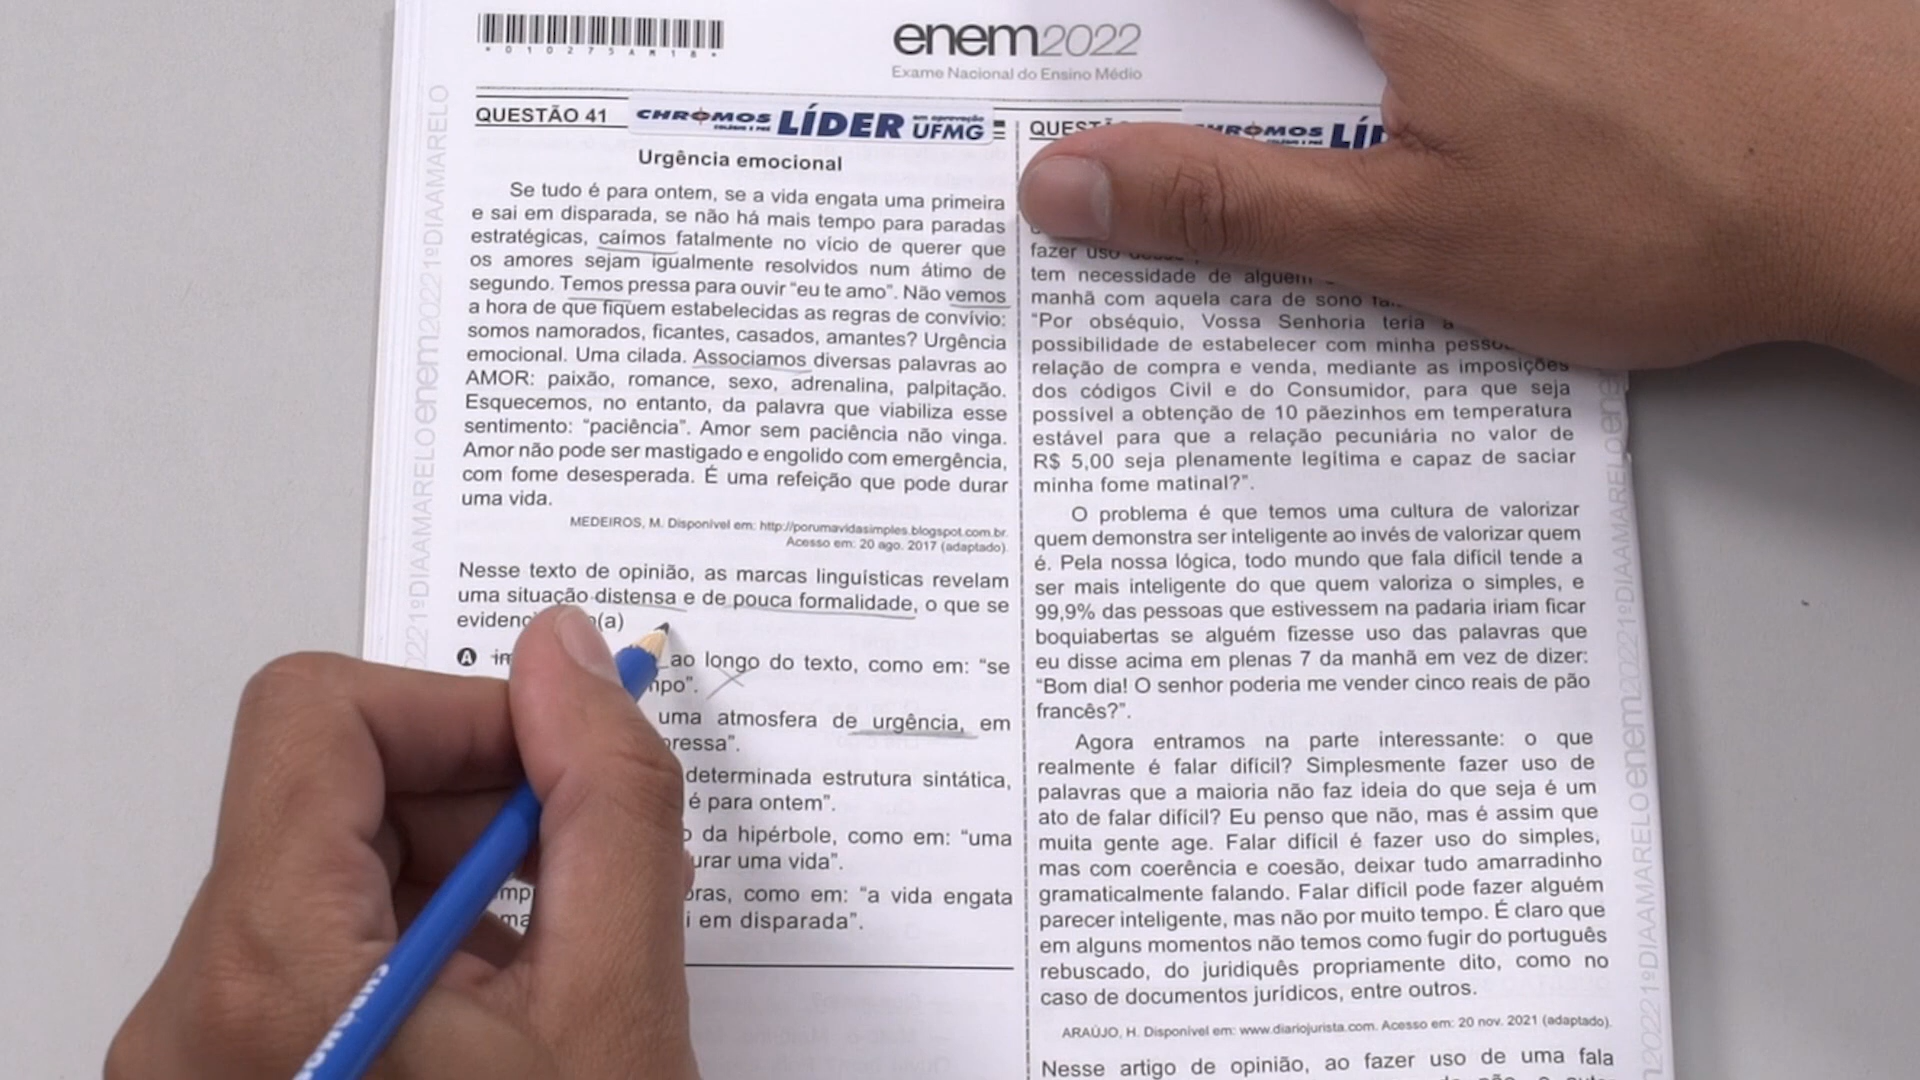 *010275AM18*
enem2022
Exame Nacional do Ensino Médio
QUESTÃO 41
CHROMOS
COLÉGIO E PRÉ
LÍDER
em aprovação
UFMG
Urgência emocional
Se tudo é para ontem, se a vida engata uma primeira
e sai em disparada, se não há mais tempo para paradas
estratégicas, caímos fatalmente no vício de querer que
os amores sejam igualmente resolvidos num átimo de
segundo. Temos pressa para ouvir “eu te amo”. Não vemos
a hora de que fiquem estabelecidas as regras de convívio:
somos namorados, ficantes, casados, amantes? Urgência
emocional. Uma cilada. Associamos diversas palavras ao
AMOR: paixão, romance, sexo, adrenalina, palpitação.
Esquecemos, no entanto, da palavra que viabiliza esse
sentimento: “paciência”. Amor sem paciência não vinga.
Amor não pode ser mastigado e engolido com emergência,
com fome desesperada. É uma refeição que pode durar
uma vida.
MEDEIROS, M. Disponível em: http://porumavidasimples.blogspot.com.br.
Acesso em: 20 ago. 2017 (adaptado).
Nesse texto de opinião, as marcas linguísticas revelam
uma situação distensa e de pouca formalidade, o que se
(a)
A ao longo do texto, como em: “se
uma atmosfera de urgência, em
determinada estrutura sintática,
é para ontem”.
da hipérbole, como em: “uma
uma vida”.
como em: “a vida engata
em disparada”.
CHROMOS
LÍ
fazer uso
tem necessidade de alguém
manhã com aquela cara de sono
“Por obséquio, Vossa Senhoria teria a
possibilidade de estabelecer com minha
relação de compra e venda, mediante as imposições
dos códigos Civil e do Consumidor, para que seja
possível a obtenção de 10 pãezinhos em temperatura
estável para que a relação pecuniária no valor de
R$ 5,00 seja plenamente legítima e capaz de saciar
minha fome matinal?”.
O problema é que temos uma cultura de valorizar
quem demonstra ser inteligente ao invés de valorizar quem
é. Pela nossa lógica, todo mundo que fala difícil tende a
ser mais inteligente do que quem valoriza o simples, e
99,9% das pessoas que estivessem na padaria iriam ficar
boquiabertas se alguém fizesse uso das palavras que
eu disse acima em plenas 7 da manhã em vez de dizer:
“Bom dia! O senhor poderia me vender cinco reais de pão
francês?”.
Agora entramos na parte interessante: o que
realmente é falar difícil? Simplesmente fazer uso de
palavras que a maioria não faz ideia do que seja é um
ato de falar difícil? Eu penso que não, mas é assim que
muita gente age. Falar difícil é fazer uso do simples,
mas com coerência e coesão, deixar tudo amarradinho
gramaticalmente falando. Falar difícil pode fazer alguém
parecer inteligente, mas não por muito tempo. É claro que
em alguns momentos não temos como fugir do português
rebuscado, do juridiquês propriamente dito, como no
caso de documentos jurídicos, entre outros.
ARAÚJO, H. Disponível em: www.diariojurista.com. Acesso em: 20 nov. 2021 (adaptado).
Nesse artigo de opinião, ao fazer uso de uma fala
enem20221ºDIAAMARELO
CHROMOS